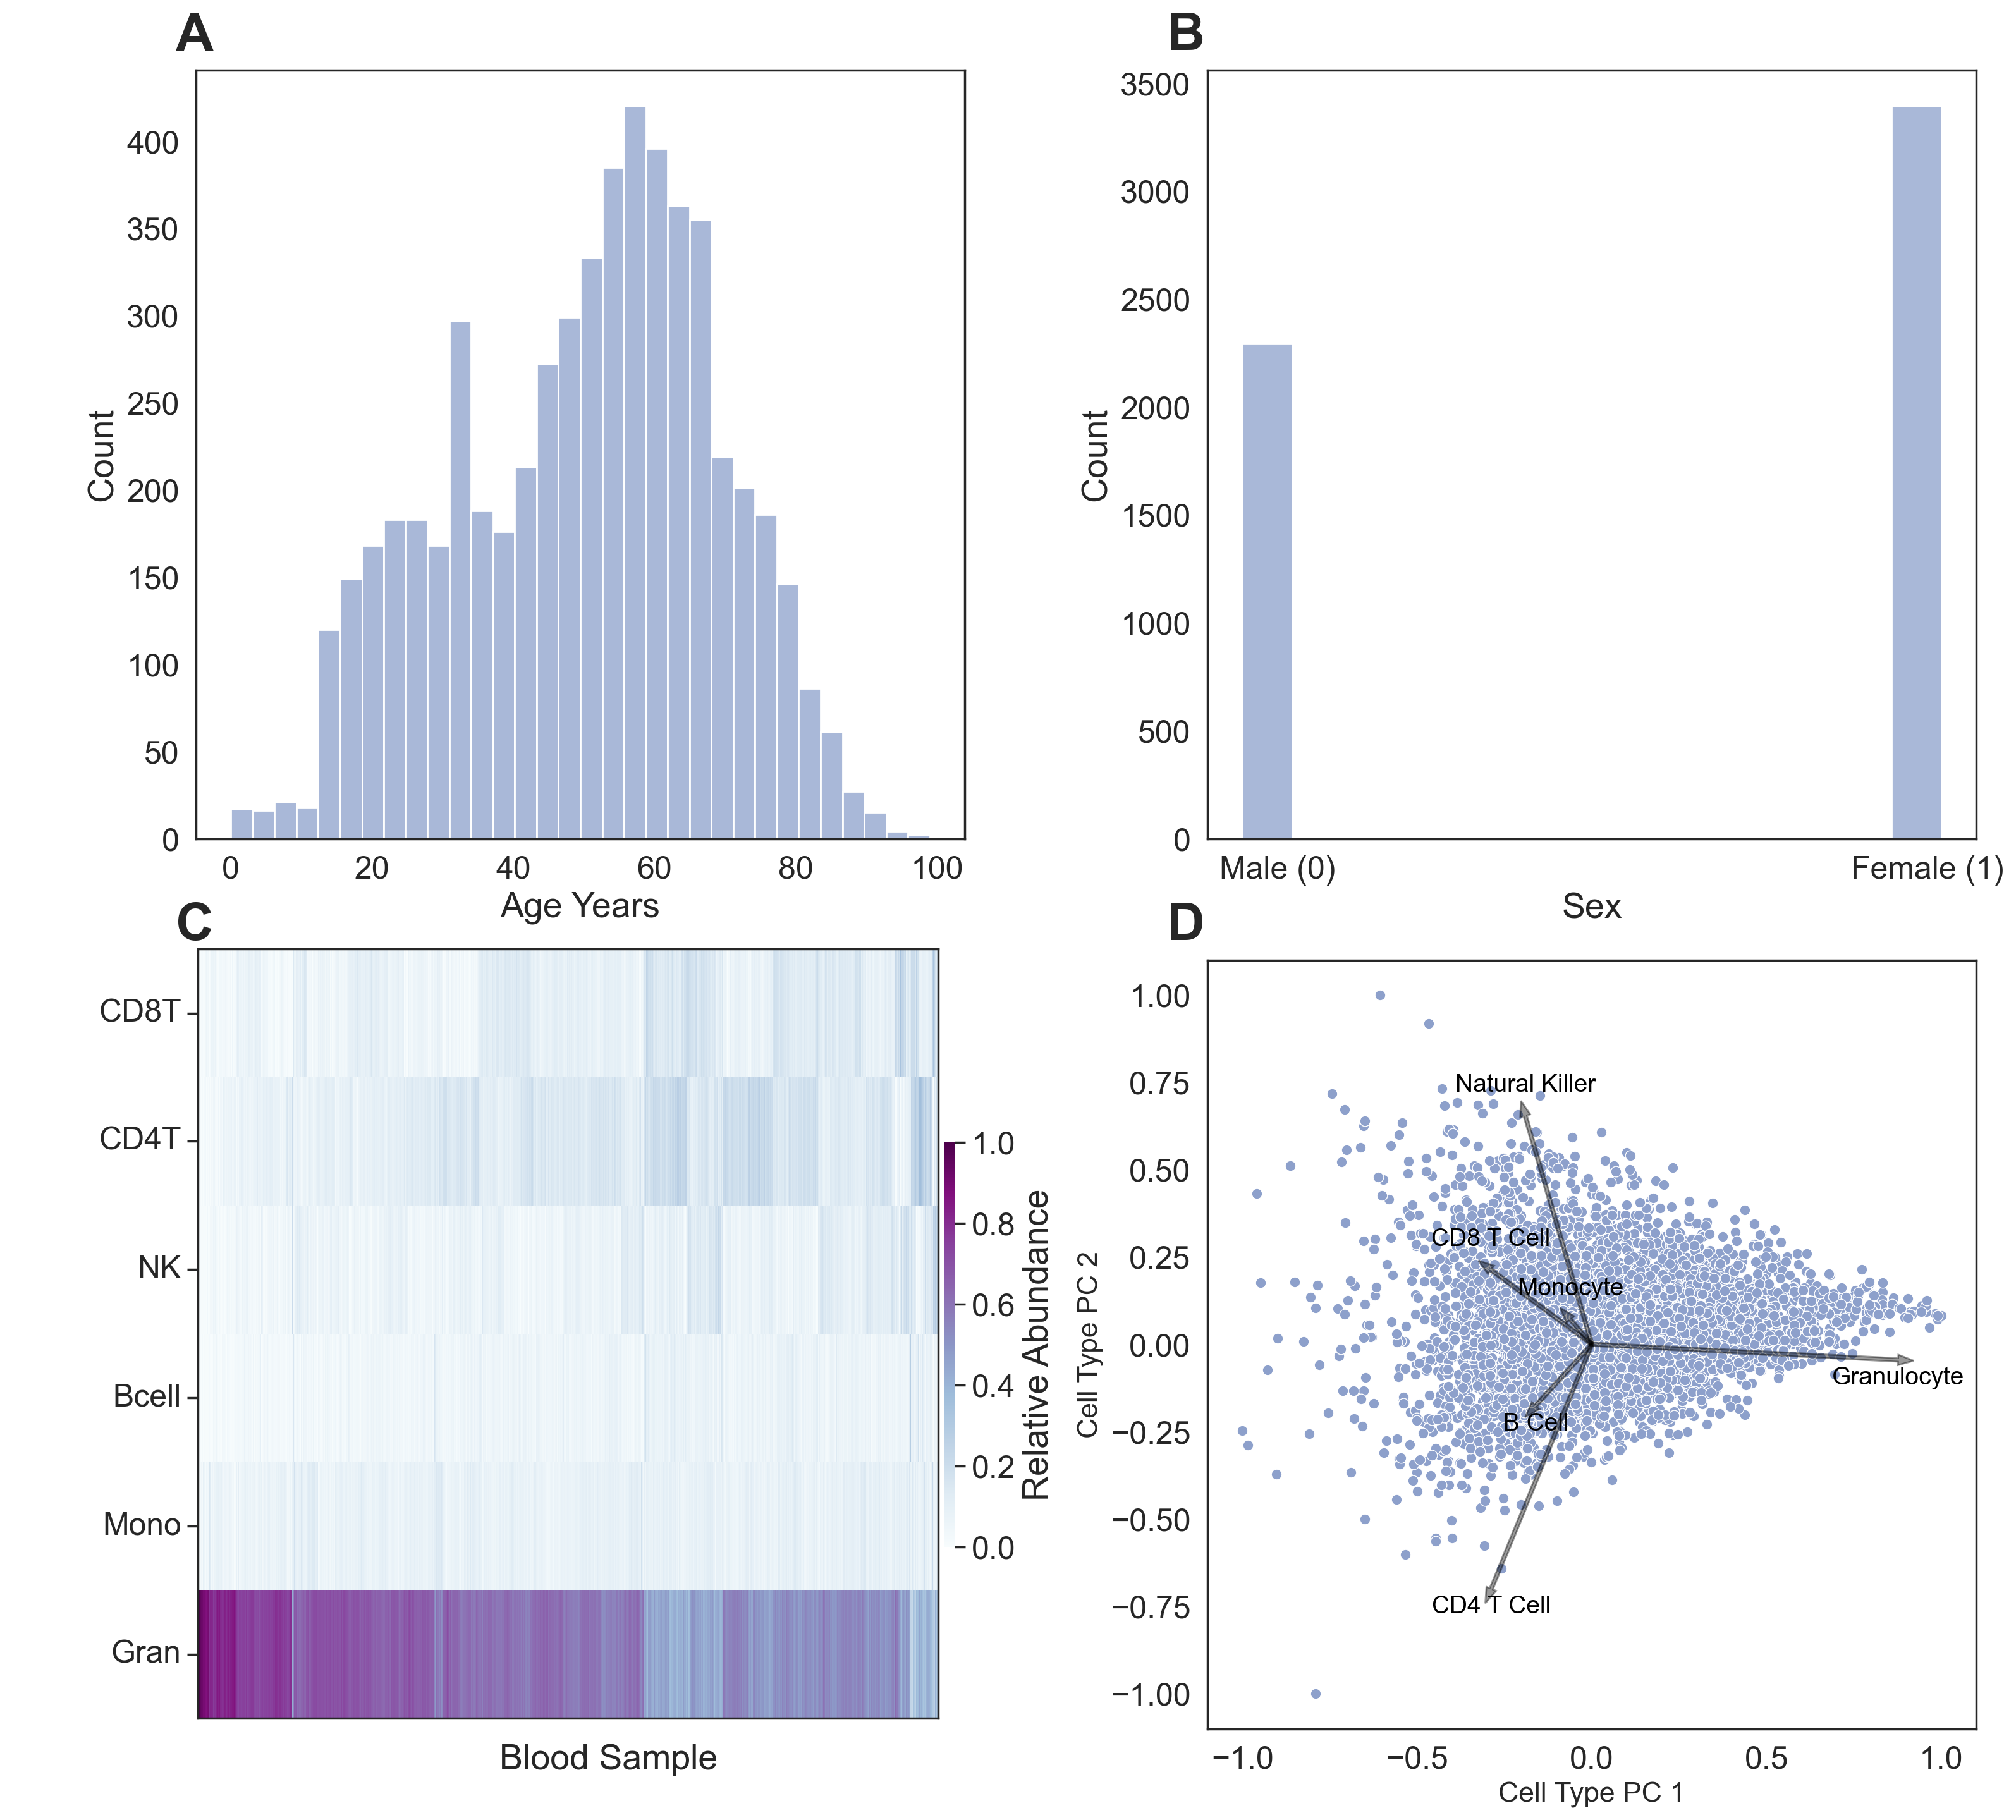 A
Count
400
350
300
250
200
150
100
50
0
0 20 40 60 80 100
Age Years
B
Count
3500
3000
2500
2000
1500
1000
500
0
Male (0) Female (1)
Sex
C
CD8T
CD4T
NK
Bcell
Mono
Gran
Blood Sample
1.0
0.8
0.6
0.4
0.2
0.0
Relative Abundance
D
Cell Type PC 2
1.00
0.75
0.50
0.25
0.00
−0.25
−0.50
−0.75
−1.00
Natural Killer
CD8 T Cell
Monocyte
Granulocyte
B Cell
CD4 T Cell
−1.0 −0.5 0.0 0.5 1.0
Cell Type PC 1